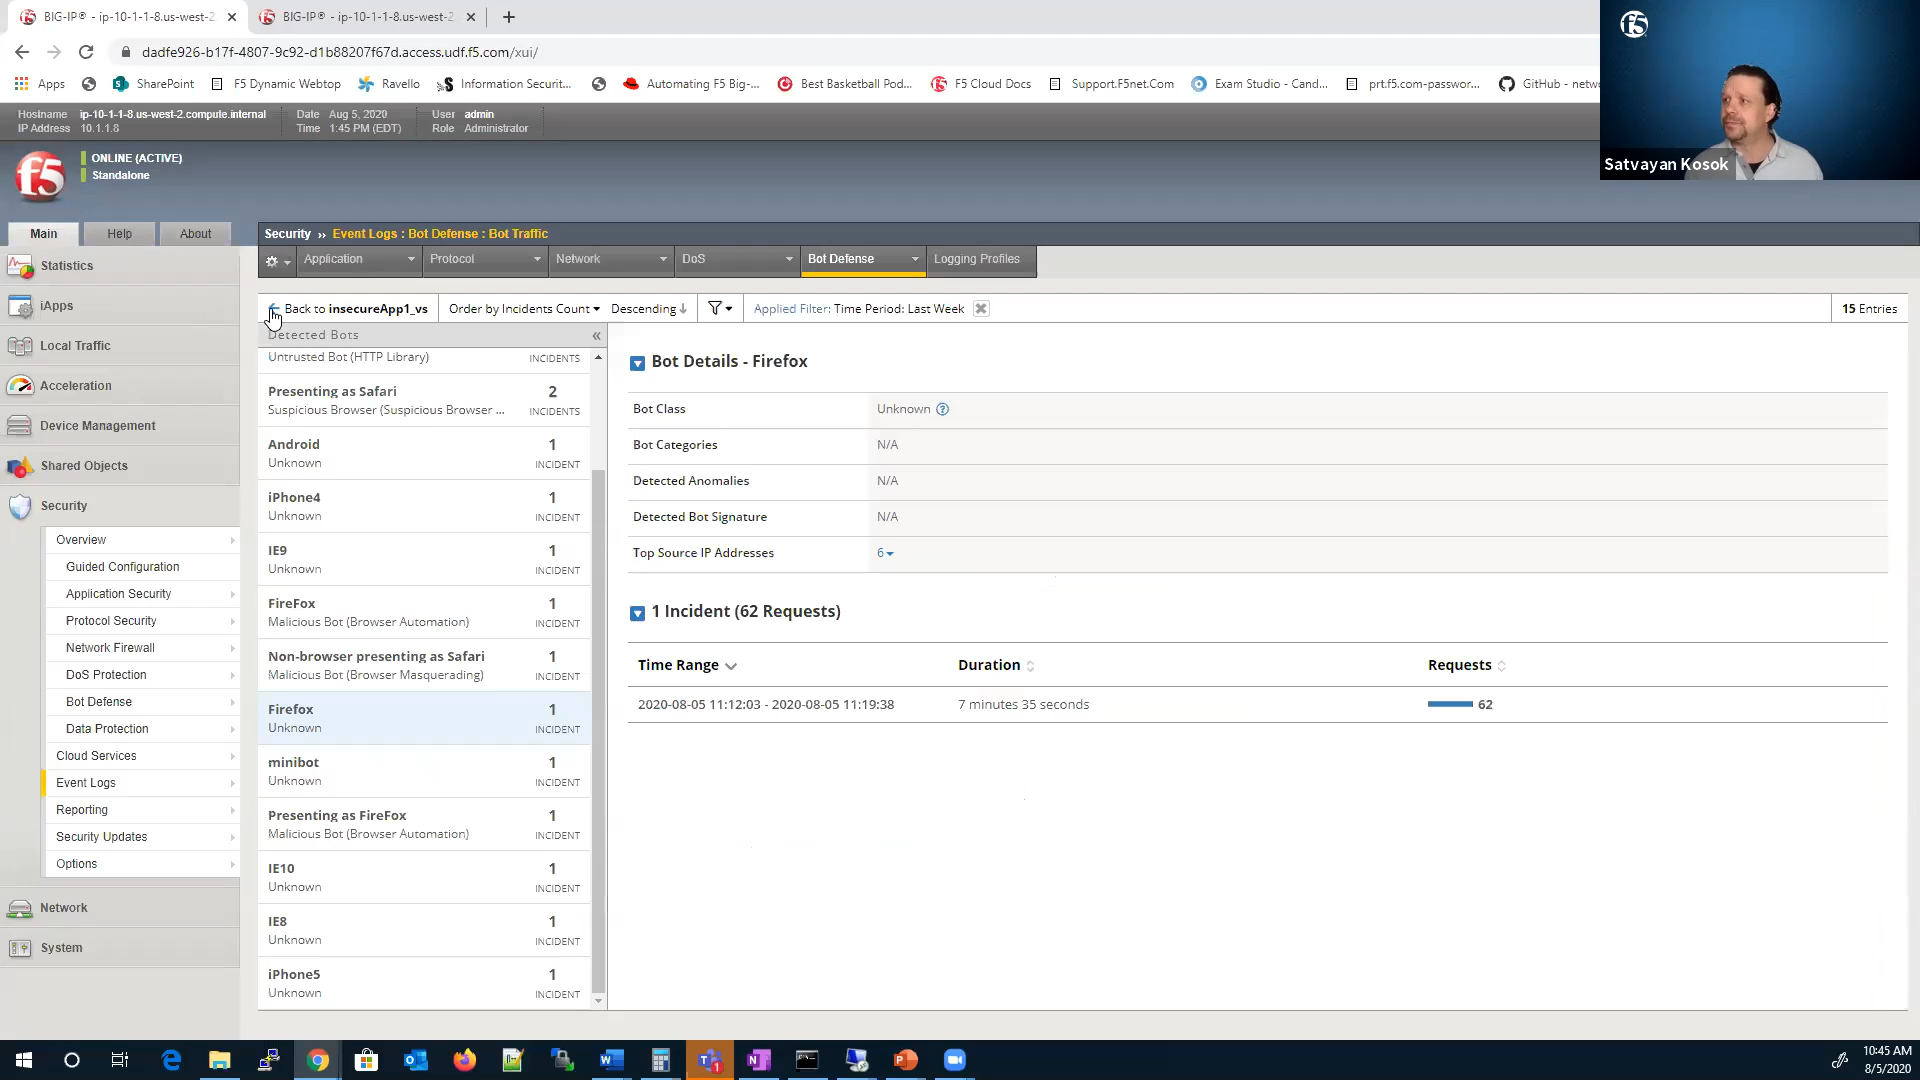 BIG-IP® - ip-10-1-1-8.us-west-2
BIG-IP® - ip-10-1-1-8.us-west-2
dadfe926-b17f-4807-9c92-d1b88207f67d.access.udf.f5.com/xui/
Apps
SharePoint
F5 Dynamic Webtop
Ravello
Information Securit...
Automating F5 Big-...
Best Basketball Pod...
F5 Cloud Docs
Support.F5net.Com
Exam Studio - Cand...
prt.f5.com-passwor...
GitHub - netw
Hostname ip-10-1-1-8.us-west-2.compute.internal
IP Address 10.1.1.8
Date Aug 5, 2020
Time 1:45 PM (EDT)
User admin
Role Administrator
f5
Satvayan Kosok
f5
ONLINE (ACTIVE)
Standalone
Main Help About
Security ›› Event Logs : Bot Defense : Bot Traffic
Application Protocol Network DoS Bot Defense Logging Profiles
Statistics
iApps
Local Traffic
Acceleration
Device Management
Shared Objects
Security
Overview
Guided Configuration
Application Security
Protocol Security
Network Firewall
DoS Protection
Bot Defense
Data Protection
Cloud Services
Event Logs
Reporting
Security Updates
Options
Network
System
Back to insecureApp1_vs
Order by Incidents Count Descending
Applied Filter: Time Period: Last Week
15 Entries
Detected Bots «
Untrusted Bot (HTTP Library) INCIDENTS
Presenting as Safari 2
Suspicious Browser (Suspicious Browser ... INCIDENTS
Android 1
Unknown INCIDENT
iPhone4 1
Unknown INCIDENT
IE9 1
Unknown INCIDENT
FireFox 1
Malicious Bot (Browser Automation) INCIDENT
Non-browser presenting as Safari 1
Malicious Bot (Browser Masquerading) INCIDENT
Firefox 1
Unknown INCIDENT
minibot 1
Unknown INCIDENT
Presenting as FireFox 1
Malicious Bot (Browser Automation) INCIDENT
IE10 1
Unknown INCIDENT
IE8 1
Unknown INCIDENT
iPhone5 1
Unknown INCIDENT
Bot Details - Firefox
Bot Class Unknown
Bot Categories N/A
Detected Anomalies N/A
Detected Bot Signature N/A
Top Source IP Addresses 6
1 Incident (62 Requests)
Time Range Duration Requests
2020-08-05 11:12:03 - 2020-08-05 11:19:38 7 minutes 35 seconds 62
10:45 AM
8/5/2020